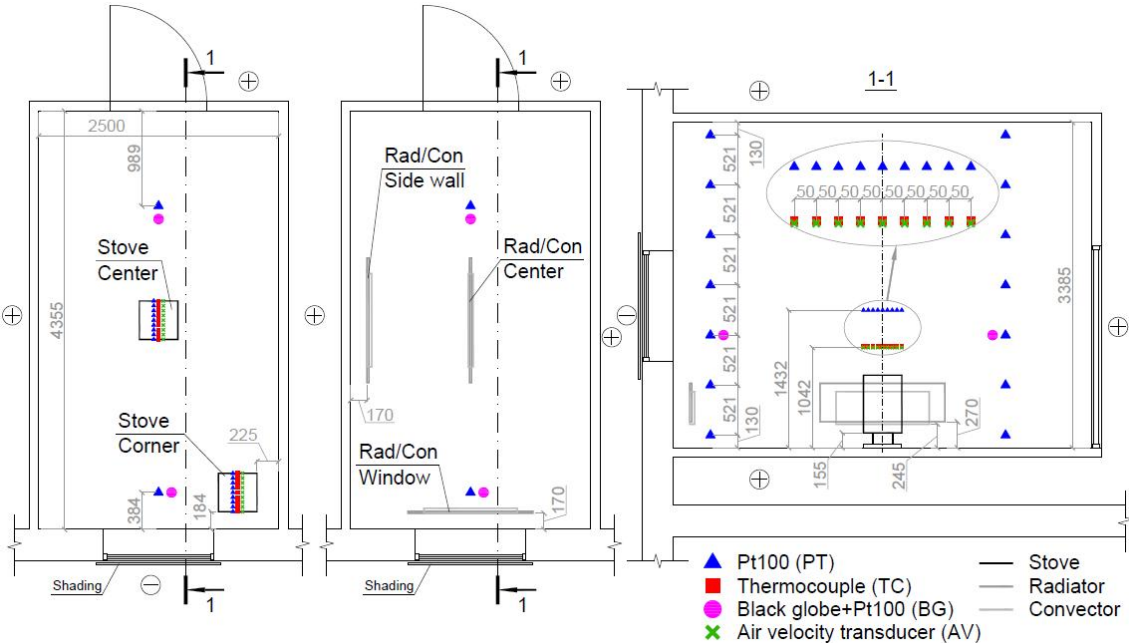 1
1
1-1
2500
989
Stove
Center
4355
Stove
Corner
225
384
184
Shading
1
Rad/Con
Side wall
Rad/Con
Center
170
Rad/Con
Window
170
Shading
1
130
521
521
521
521
521
521
130
50 50 50 50 50 50 50 50
3385
1432
1042
270
155
245
Pt100 (PT)
Thermocouple (TC)
Black globe+Pt100 (BG)
Air velocity transducer (AV)
Stove
Radiator
Convector